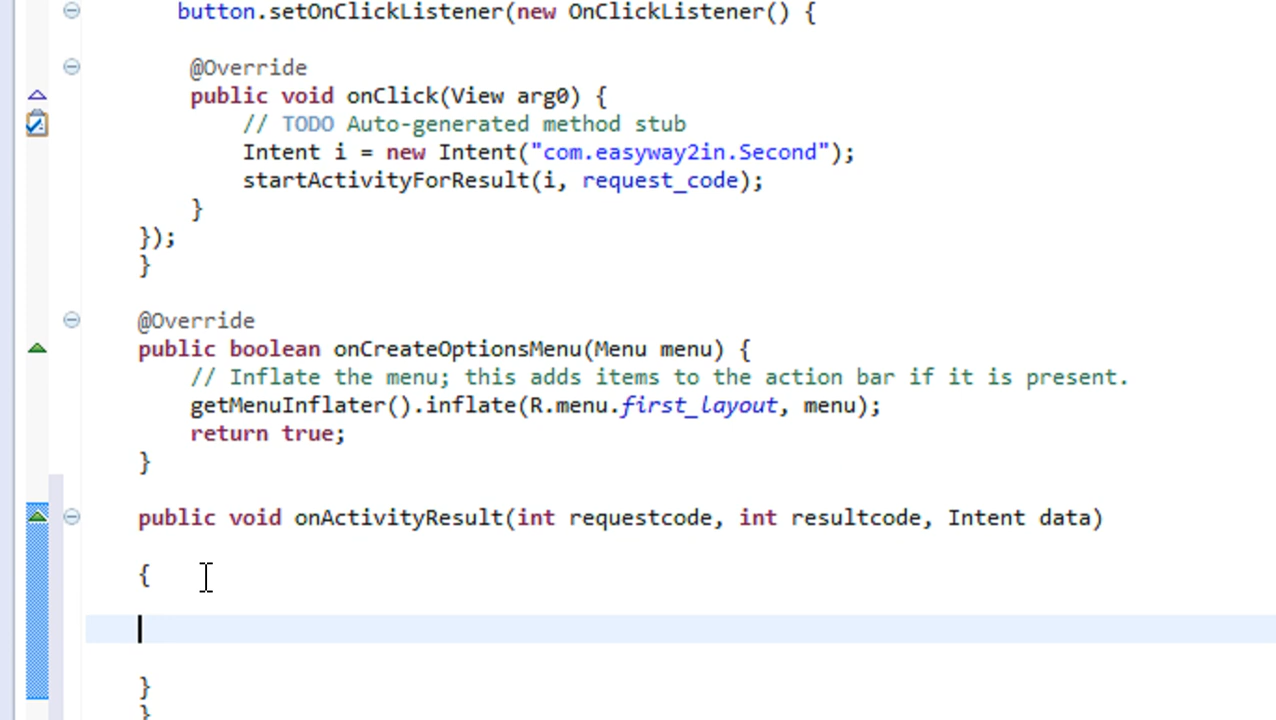 button.setOnClickListener(new OnClickListener() {
@Override
public void onClick(View arg0) {
// TODO Auto-generated method stub
Intent i = new Intent("com.easyway2in.Second");
startActivityForResult(i, request_code);
}
});
}
@Override
public boolean onCreateOptionsMenu(Menu menu) {
// Inflate the menu; this adds items to the action bar if it is present.
getMenuInflater().inflate(R.menu.first_layout, menu);
return true;
}
public void onActivityResult(int requestcode, int resultcode, Intent data)
{
}
}